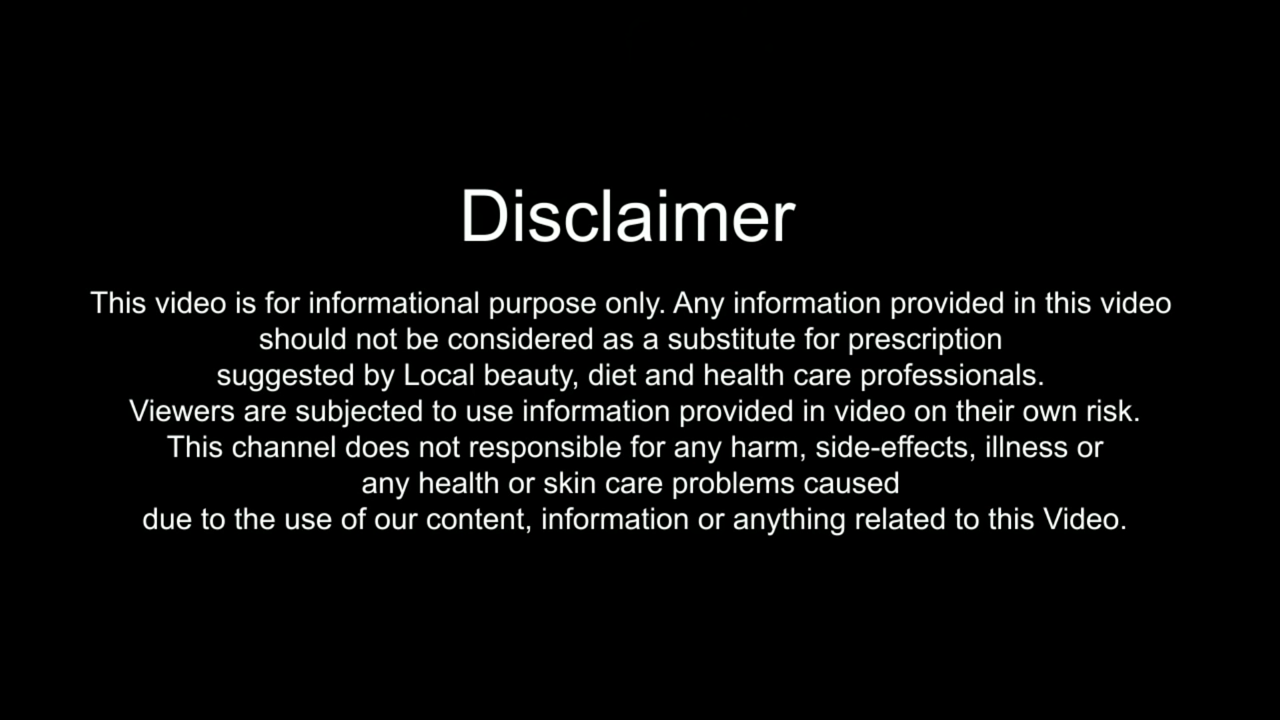 Disclaimer
This video is for informational purpose only. Any information provided in this video
should not be considered as a substitute for prescription
suggested by Local beauty, diet and health care professionals.
Viewers are subjected to use information provided in video on their own risk.
This channel does not responsible for any harm, side-effects, illness or
any health or skin care problems caused
due to the use of our content, information or anything related to this Video.